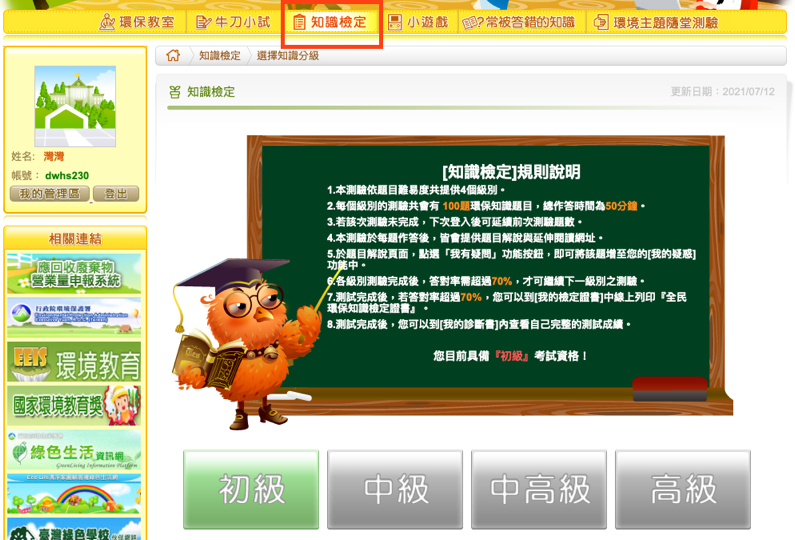 環保教室 牛刀小試 知識檢定 小遊戲 常被答錯的知識 環境主題隨堂測驗
知識檢定 選擇知識分級
知識檢定
更新日期：2021/07/12
姓名: 灣灣
帳號： dwhs230
我的管理區 登出
相關連結
應回收廢棄物
營業量申報系統
行政院環境保護署
EEIS 環境教育
國家環境教育獎
綠色生活 資訊網
GreenLiving Information Platform
臺灣綠色學校
[知識檢定]規則說明
1.本測驗依題目難易度共提供4個級別。
2.每個級別的測驗共會有 100題環保知識題目，總作答時間為50分鐘。
3.若該次測驗未完成，下次登入後可延續前次測驗題數。
4.本測驗於每題作答後，皆會提供題目解說與延伸閱讀網址。
5.於題目解說頁面，點選「我有疑問」功能按鈕，即可將該題增至您的[我的疑惑]
功能中。
6.各級別測驗完成後，答對率需超過70%，才可繼續下一級別之測驗。
7.測試完成後，若答對率超過70%，您可以到[我的檢定證書]中線上列印『全民
環保知識檢定證書』。
8.測試完成後，您可以到[我的診斷書]內查看自己完整的測試成績。
您目前具備『初級』考試資格！
初級 中級 中高級 高級